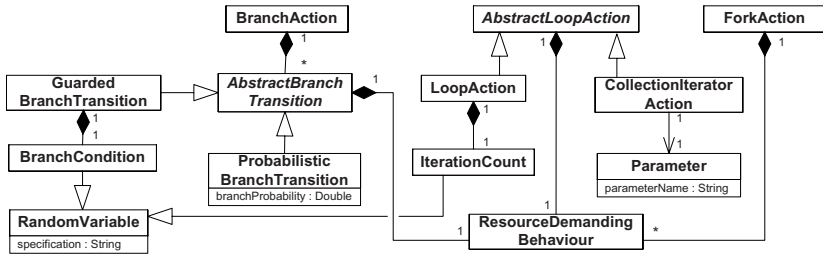 BranchAction
AbstractLoopAction
ForkAction
1
1
1
1
*
Guarded
BranchTransition
AbstractBranch
Transition
1
LoopAction
CollectionIterator
Action
1
1
1
1
BranchCondition
Probabilistic
BranchTransition
branchProbability : Double
1
IterationCount
1
Parameter
parameterName : String
RandomVariable
specification : String
1
1
ResourceDemanding
Behaviour
*